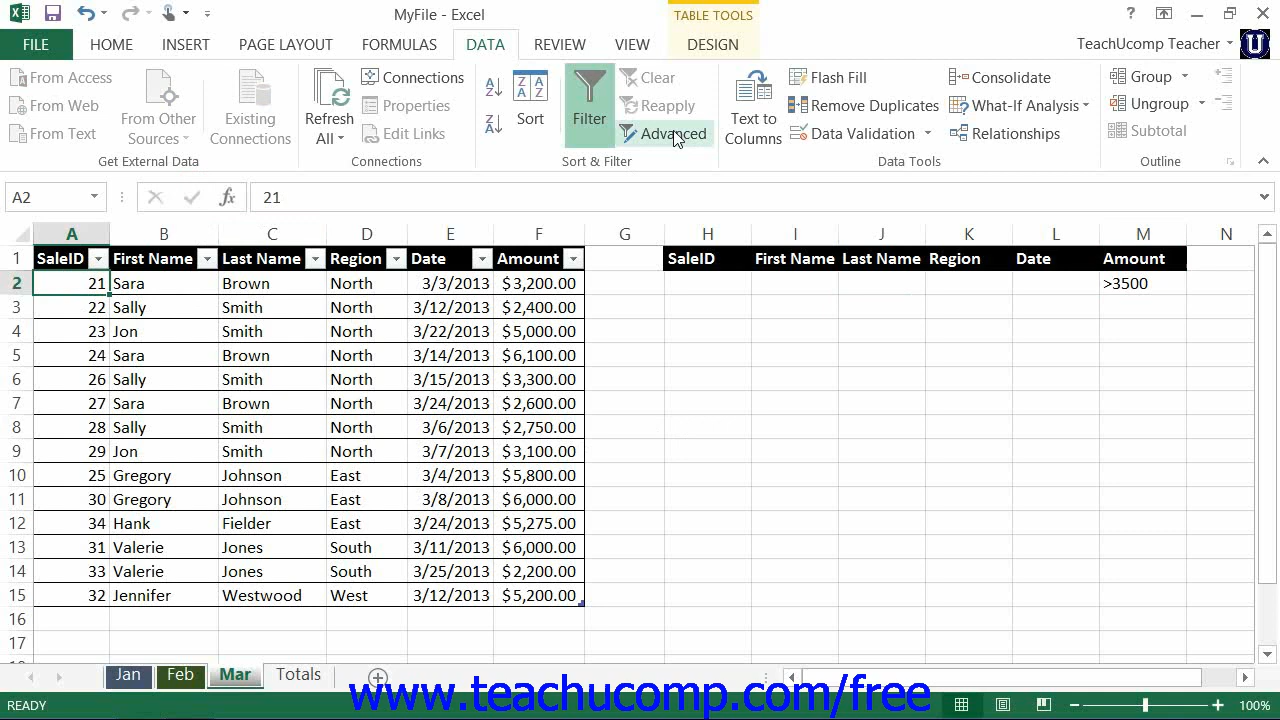 MyFile - Excel
TABLE TOOLS
?
FILE HOME INSERT PAGE LAYOUT FORMULAS DATA REVIEW VIEW DESIGN TeachUcomp Teacher
From Access
From Web
From Text
From Other Sources
Existing Connections
Get External Data
Refresh All
Connections
Properties
Edit Links
Connections
Sort
Filter
Clear
Reapply
Advanced
Sort & Filter
Text to Columns
Flash Fill
Remove Duplicates
Data Validation
Consolidate
What-If Analysis
Relationships
Data Tools
Group
Ungroup
Subtotal
Outline
A2 fx 21
A B C D E F G H I J K L M N
1 SaleID First Name Last Name Region Date Amount SaleID First Name Last Name Region Date Amount
2 21 Sara Brown North 3/3/2013 $3,200.00 >3500
3 22 Sally Smith North 3/12/2013 $2,400.00
4 23 Jon Smith North 3/22/2013 $5,000.00
5 24 Sara Brown North 3/14/2013 $6,100.00
6 26 Sally Smith North 3/15/2013 $3,300.00
7 27 Sara Brown North 3/24/2013 $2,600.00
8 28 Sally Smith North 3/6/2013 $2,750.00
9 29 Jon Smith North 3/7/2013 $3,100.00
10 25 Gregory Johnson East 3/4/2013 $5,800.00
11 30 Gregory Johnson East 3/8/2013 $6,000.00
12 34 Hank Fielder East 3/24/2013 $5,275.00
13 31 Valerie Jones South 3/11/2013 $6,000.00
14 33 Valerie Jones South 3/25/2013 $2,200.00
15 32 Jennifer Westwood West 3/12/2013 $5,200.00
16
17
Jan Feb Mar Totals
www.teachucomp.com/free
READY 100%